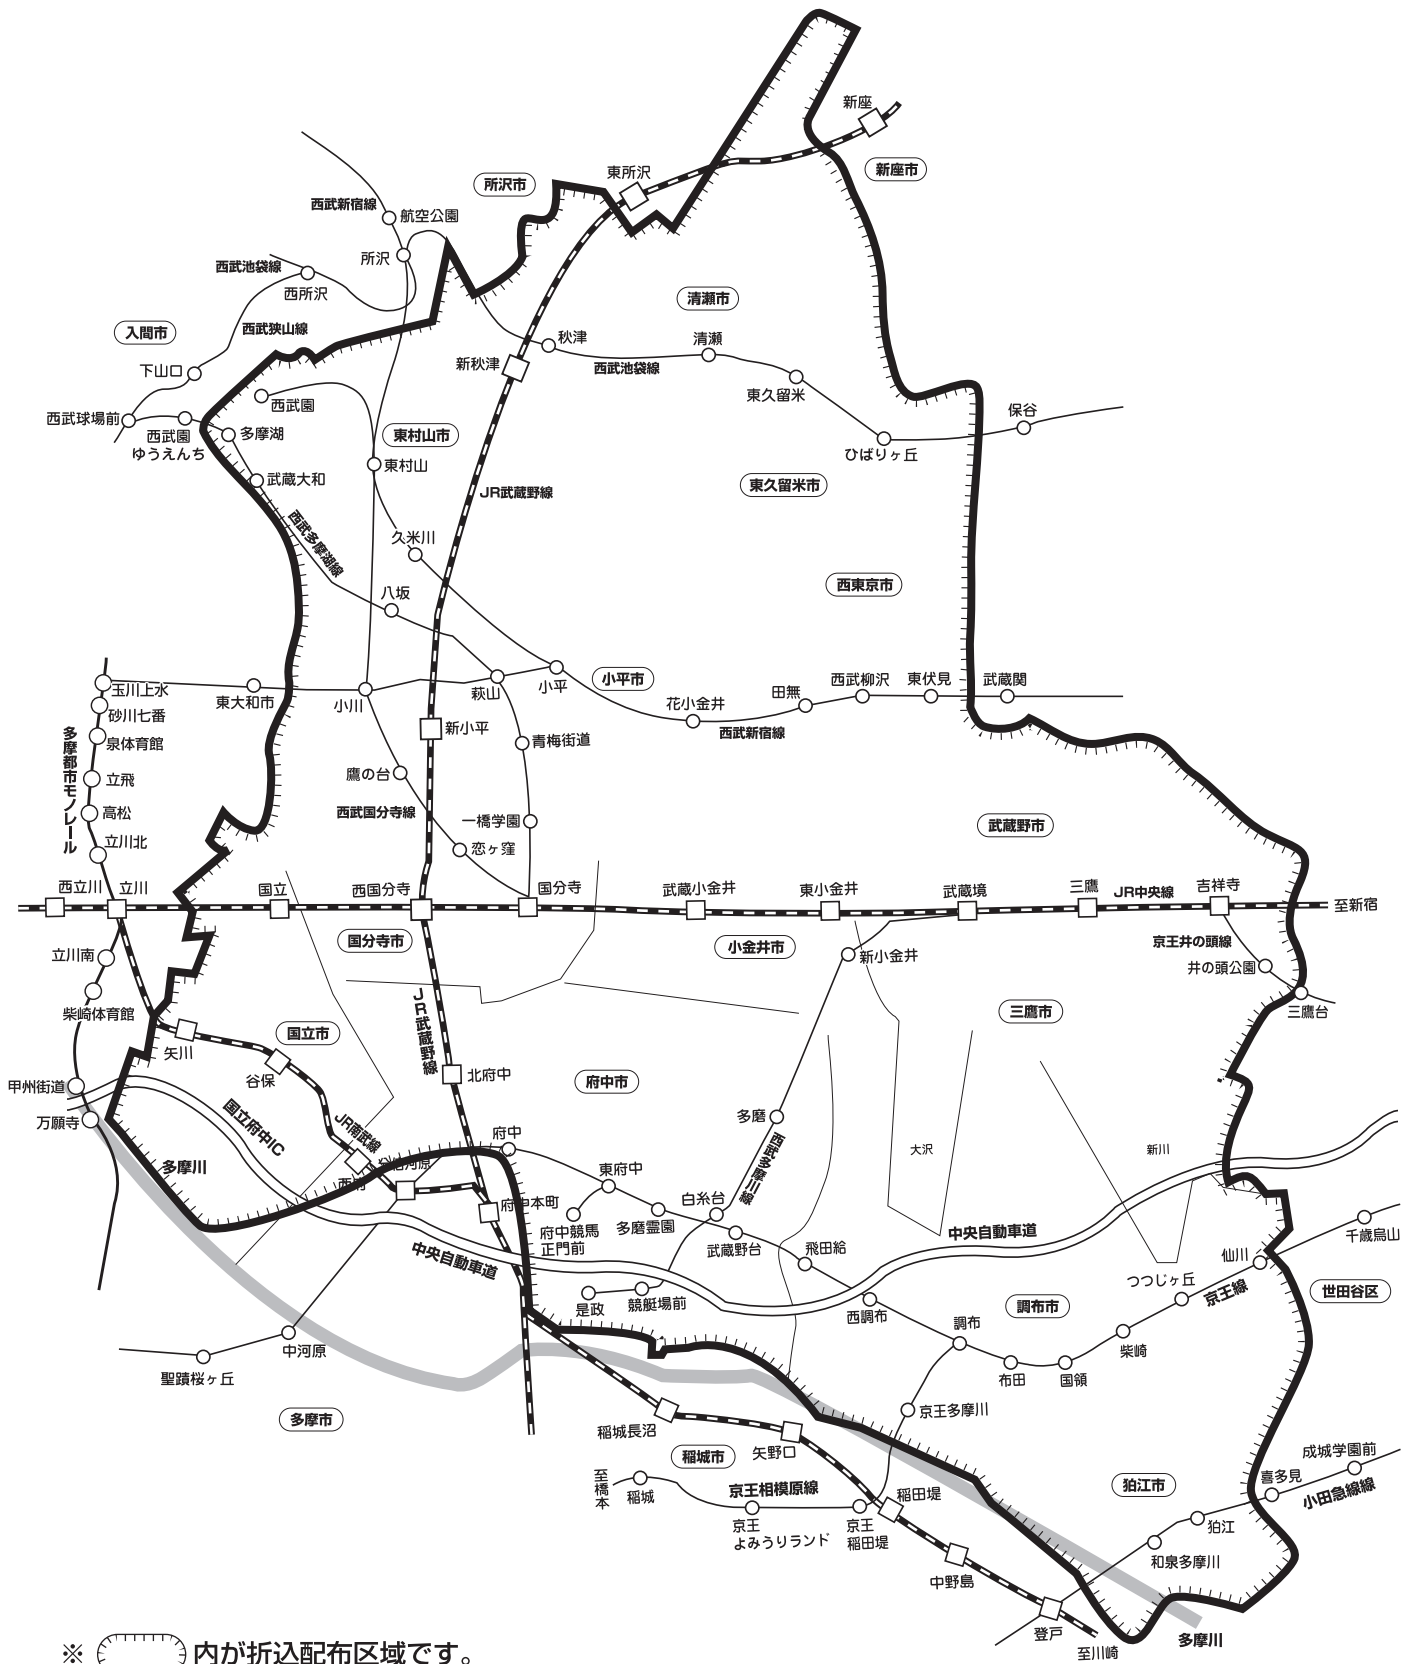 新座
新座市
東所沢
所沢市
西武新宿線
航空公園
所沢
西武池袋線
西所沢
清瀬市
入間市
西武狭山線
秋津
清瀬
下山口
新秋津
西武池袋線
東久留米
西武球場前
西武園
西武園
ゆうえんち
多摩湖
東村山市
保谷
ひばりヶ丘
武蔵大和
東村山
JR武蔵野線
東久留米市
西武多摩湖線
久米川
八坂
西東京市
玉川上水
東大和市
小川
萩山
小平
小平市
花小金井
田無
西武柳沢
東伏見
武蔵関
砂川七番
新小平
西武新宿線
泉体育館
青梅街道
多摩都市モノレール
立飛
鷹の台
高松
西武国分寺線
一橋学園
武蔵野市
立川北
恋ヶ窪
西立川
立川
国立
西国分寺
国分寺
武蔵小金井
東小金井
武蔵境
三鷹
JR中央線
吉祥寺
至新宿
国分寺市
小金井市
京王井の頭線
立川南
新小金井
井の頭公園
柴崎体育館
JR武蔵野線
三鷹市
三鷹台
国立市
矢川
谷保
北府中
府中市
甲州街道
万願寺
国立府中IC
JR南武線
多磨
西武多摩川線
府中
大沢
新川
多摩川
分倍河原
西府
東府中
府中本町
府中競馬
正門前
多磨霊園
白糸台
武蔵野台
飛田給
中央自動車道
中央自動車道
千歳烏山
仙川
つつじヶ丘
京王線
世田谷区
是政
競艇場前
西調布
調布市
調布
柴崎
中河原
聖蹟桜ヶ丘
布田
国領
多摩市
京王多摩川
稲城長沼
矢野口
稲城市
成城学園前
至橋本
稲城
京王相模原線
稲田堤
狛江市
喜多見
小田急線線
京王
よみうりランド
京王
稲田堤
狛江
和泉多摩川
中野島
登戸
至川崎
多摩川
※
内が折込配布区域です。